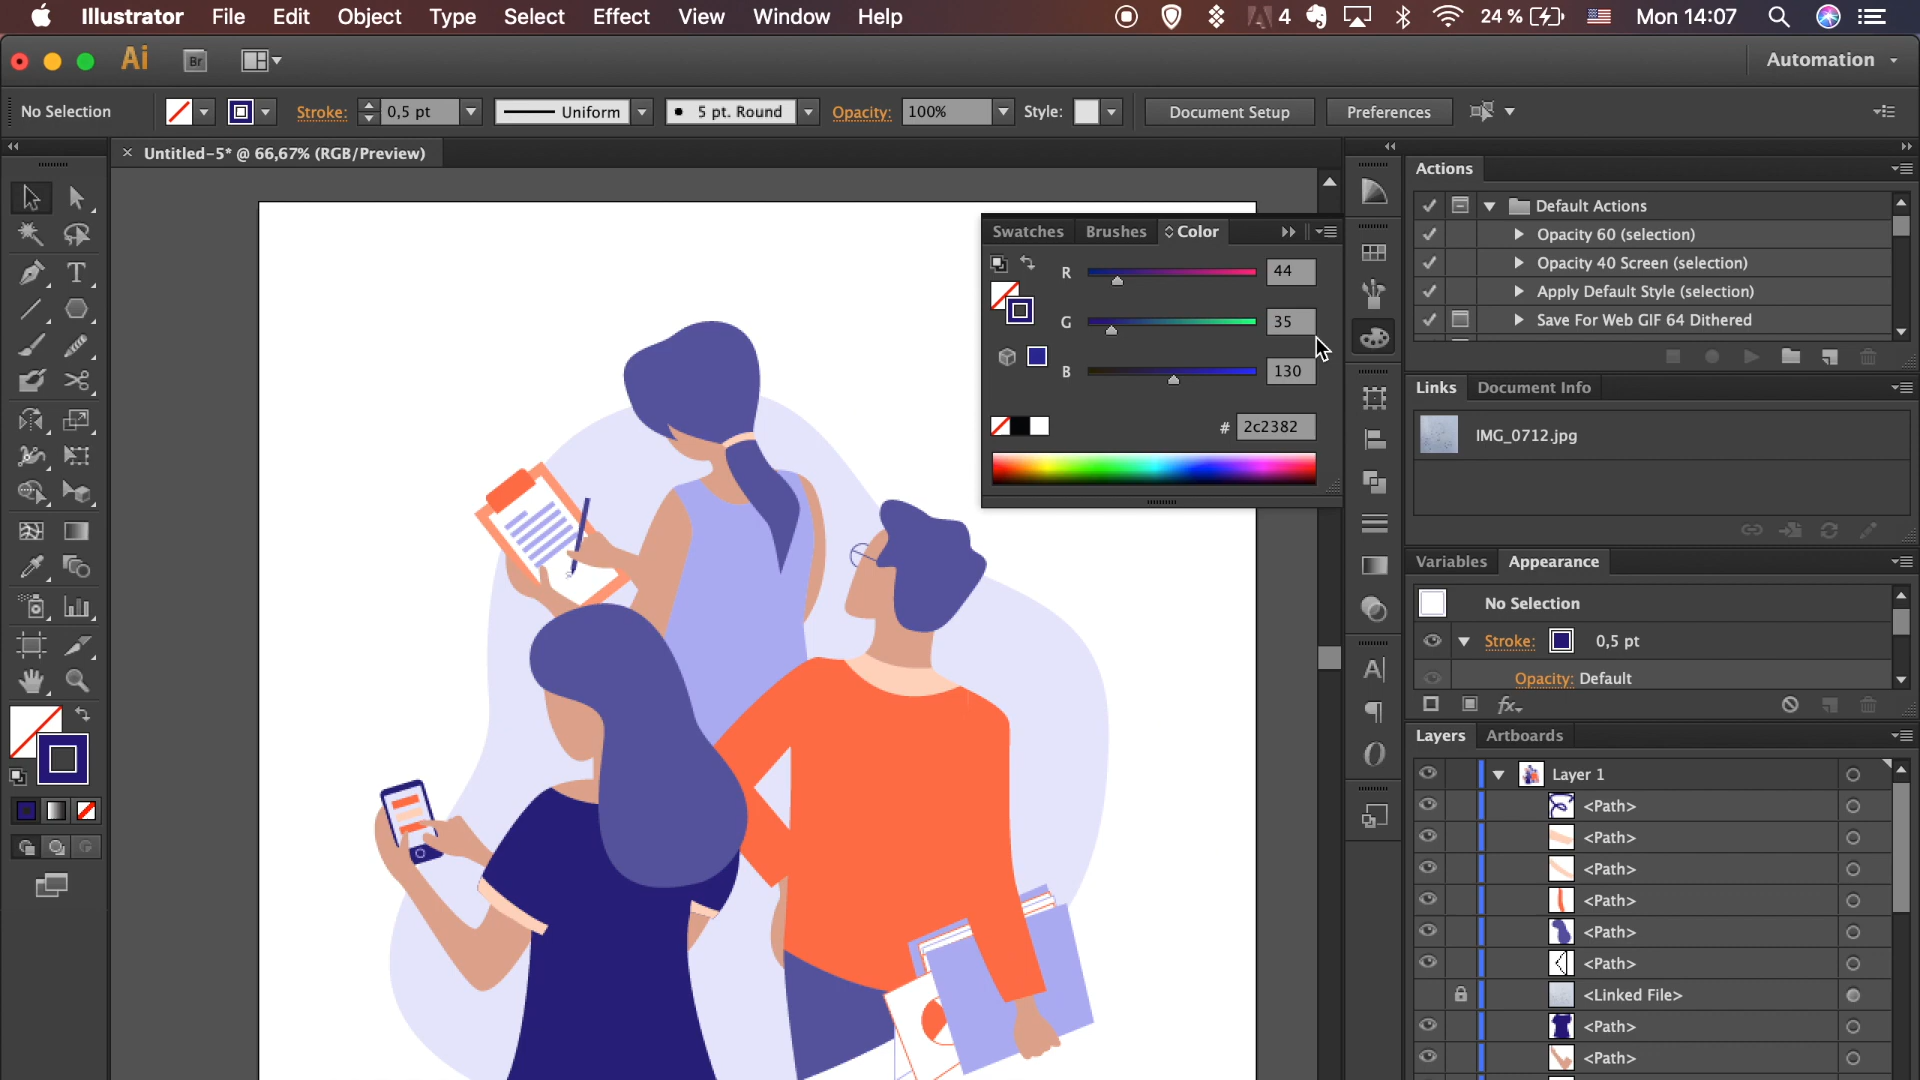 Illustrator File Edit Object Type Select Effect View Window Help 4 24 % Mon 14:07
Ai Br Automation
No Selection Stroke: 0,5 pt Uniform 5 pt. Round Opacity: 100% Style: Document Setup Preferences
× Untitled-5* @ 66,67% (RGB/Preview)
Swatches Brushes Color
R 44
G 35
B 130
# 2c2382
Actions
Default Actions
Opacity 60 (selection)
Opacity 40 Screen (selection)
Apply Default Style (selection)
Save For Web GIF 64 Dithered
Links Document Info
IMG_0712.jpg
Variables Appearance
No Selection
Stroke: 0,5 pt
Opacity: Default
fx
Layers Artboards
Layer 1
<Path>
<Path>
<Path>
<Path>
<Path>
<Path>
<Linked File>
<Path>
<Path>